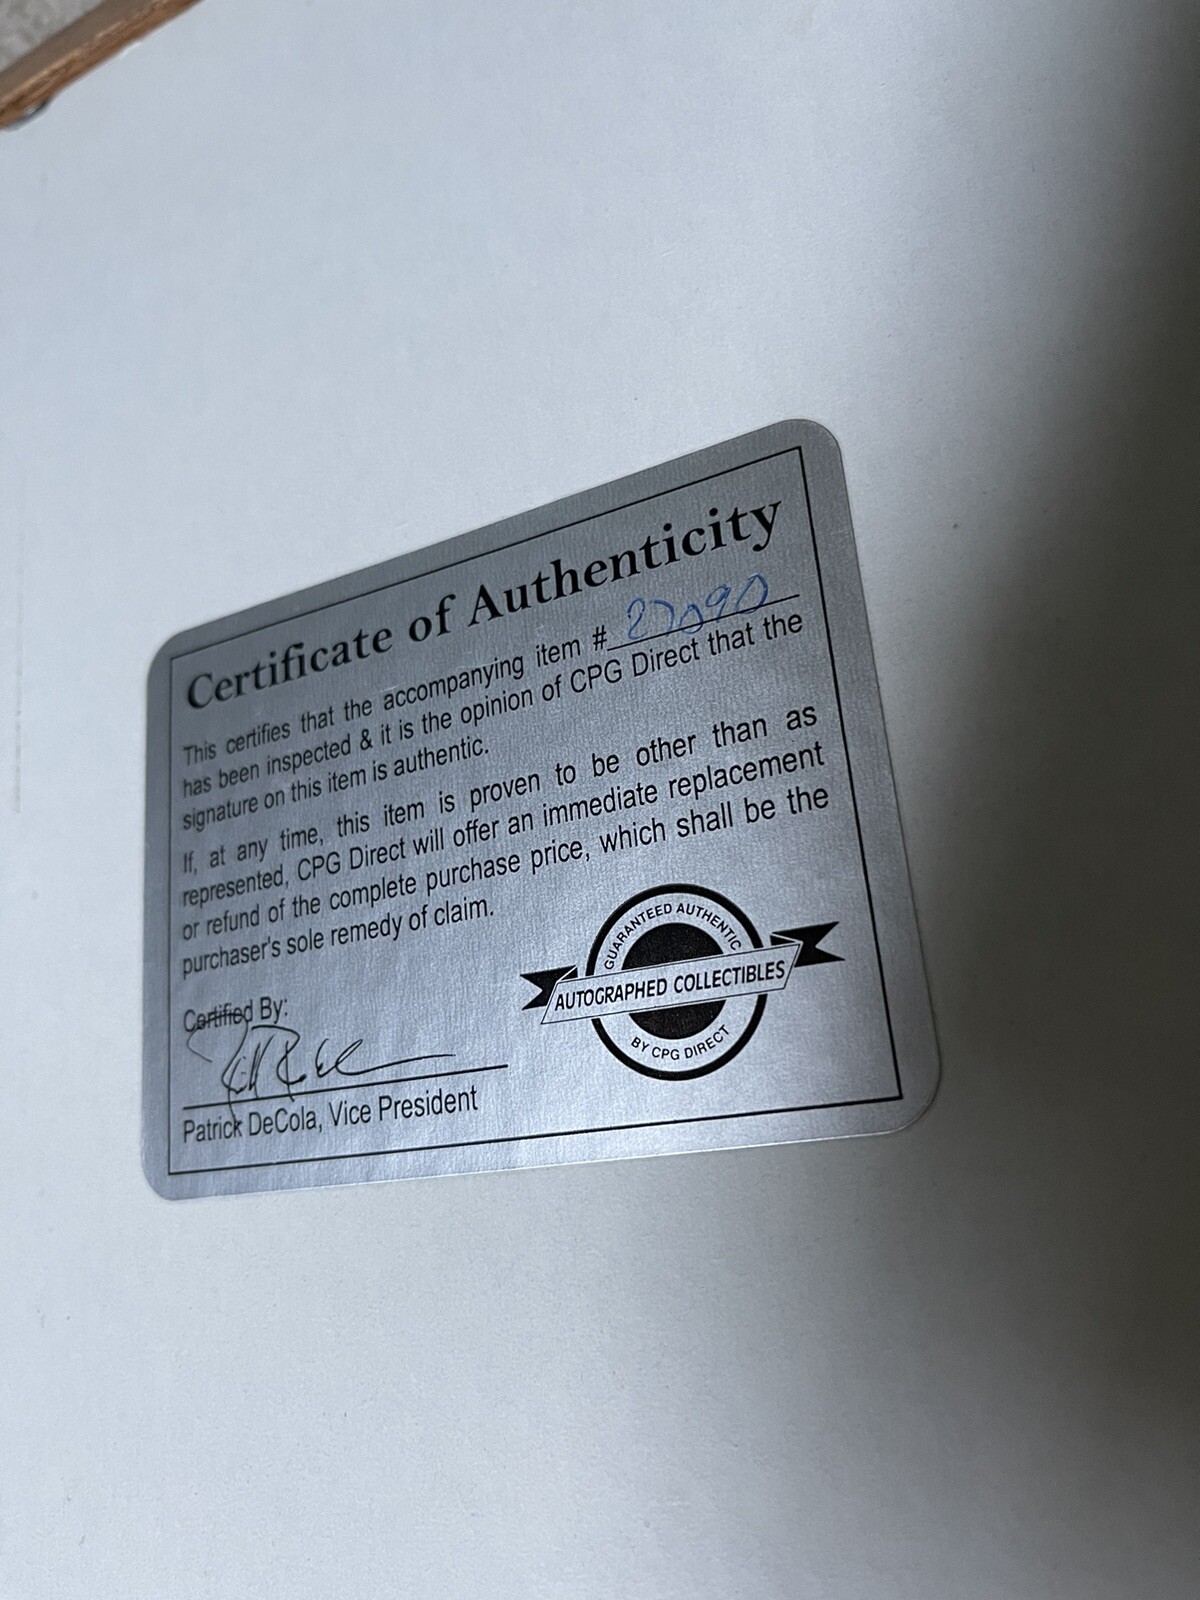 Certificate of Authenticity
This certifies that the accompanying item # 27090
has been inspected & it is the opinion of CPG Direct that the
signature on this item is authentic.
If, at any time, this item is proven to be other than as
represented, CPG Direct will offer an immediate replacement
or refund of the complete purchase price, which shall be the
purchaser's sole remedy of claim.
Certified By:
Patrick DeCola, Vice President
GUARANTEED AUTHENTIC
AUTOGRAPHED COLLECTIBLES
BY CPG DIRECT